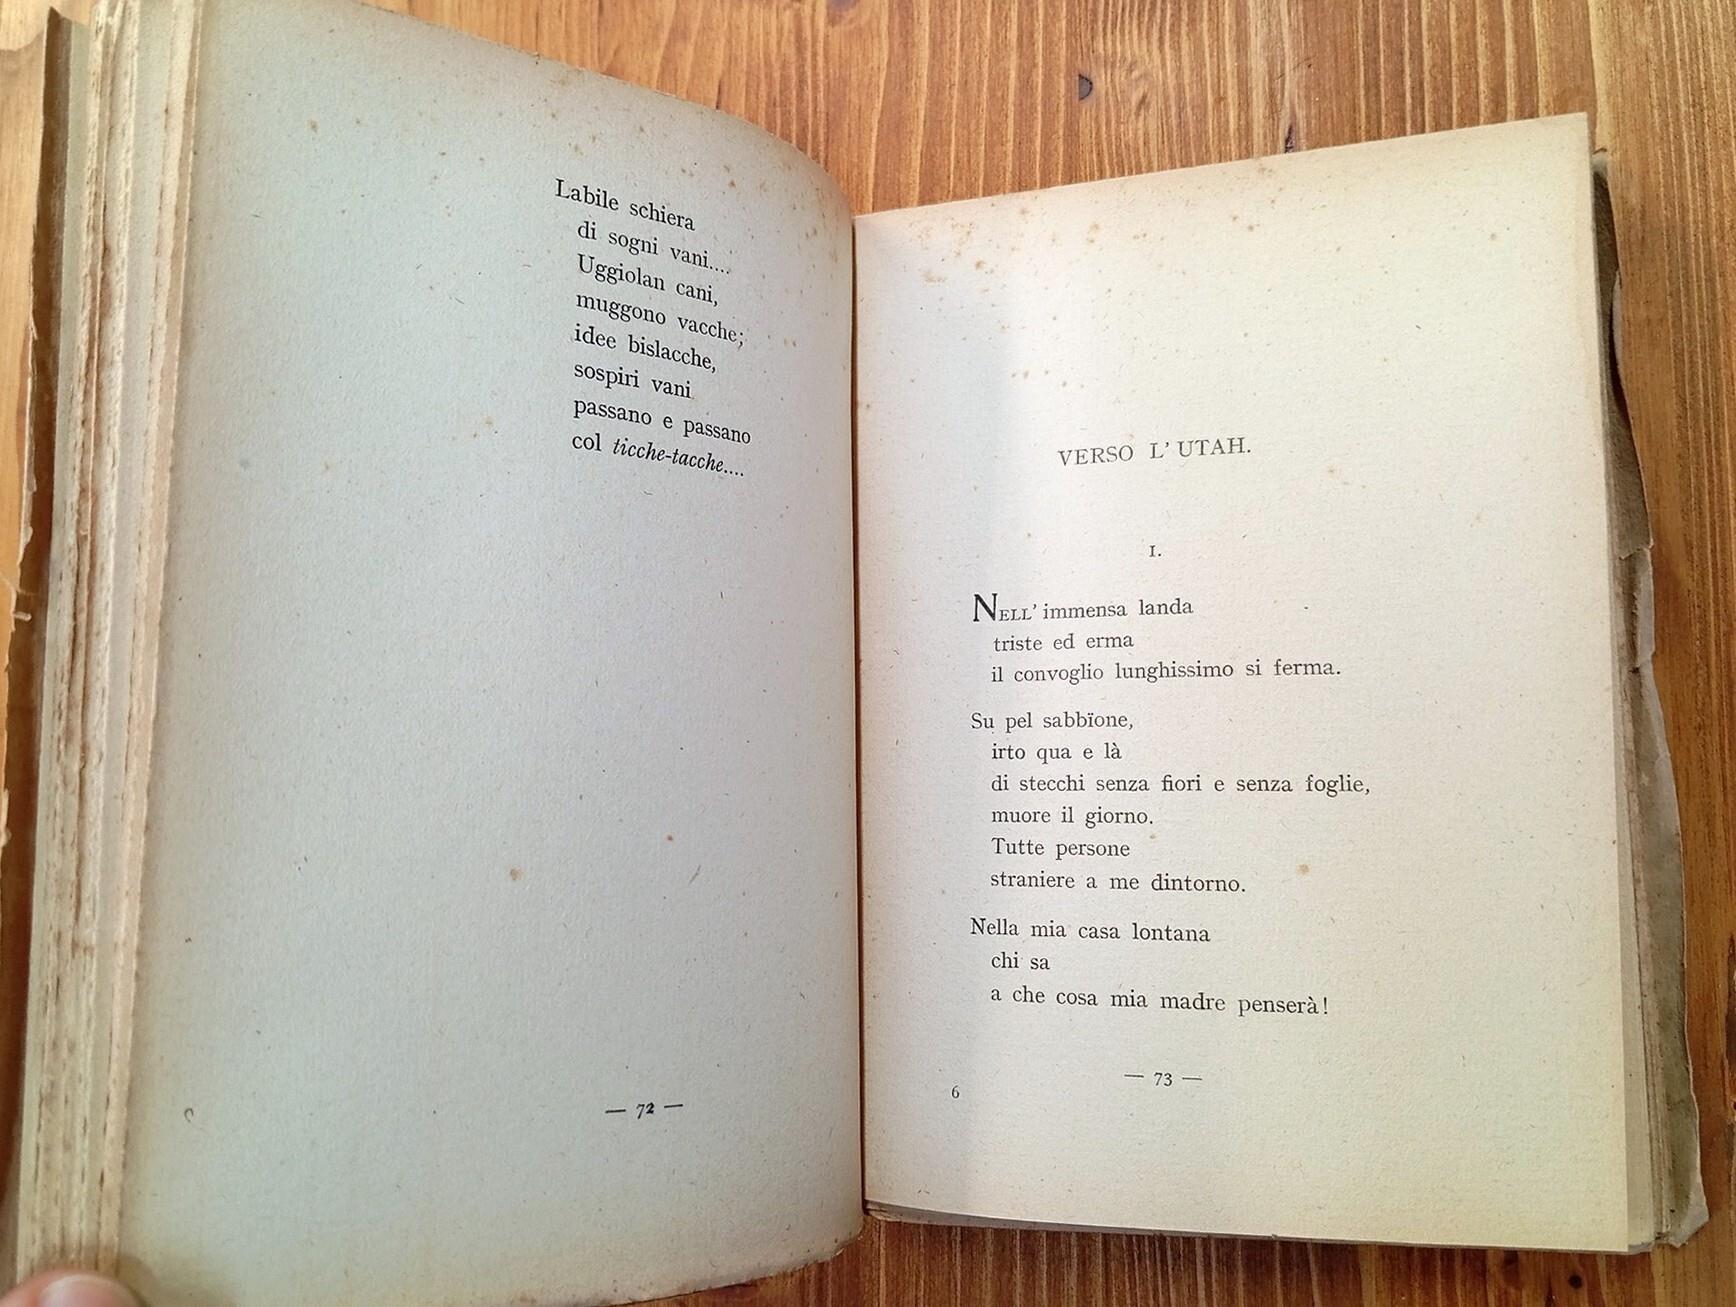 Labile schiera
di sogni vani....
Uggiolan cani,
muggono vacche;
idee bislacche,
sospiri vani
passano e passano
col ticche-tacche....
— 72 —
VERSO L' UTAH.
I.
NELL' immensa landa
triste ed erma
il convoglio lunghissimo si ferma.
Su pel sabbïone,
irto qua e là
di stecchi senza fiori e senza foglie,
muore il giorno.
Tutte persone
straniere a me dintorno.
Nella mia casa lontana
chi sa
a che cosa mia madre penserà!
— 73 —
6